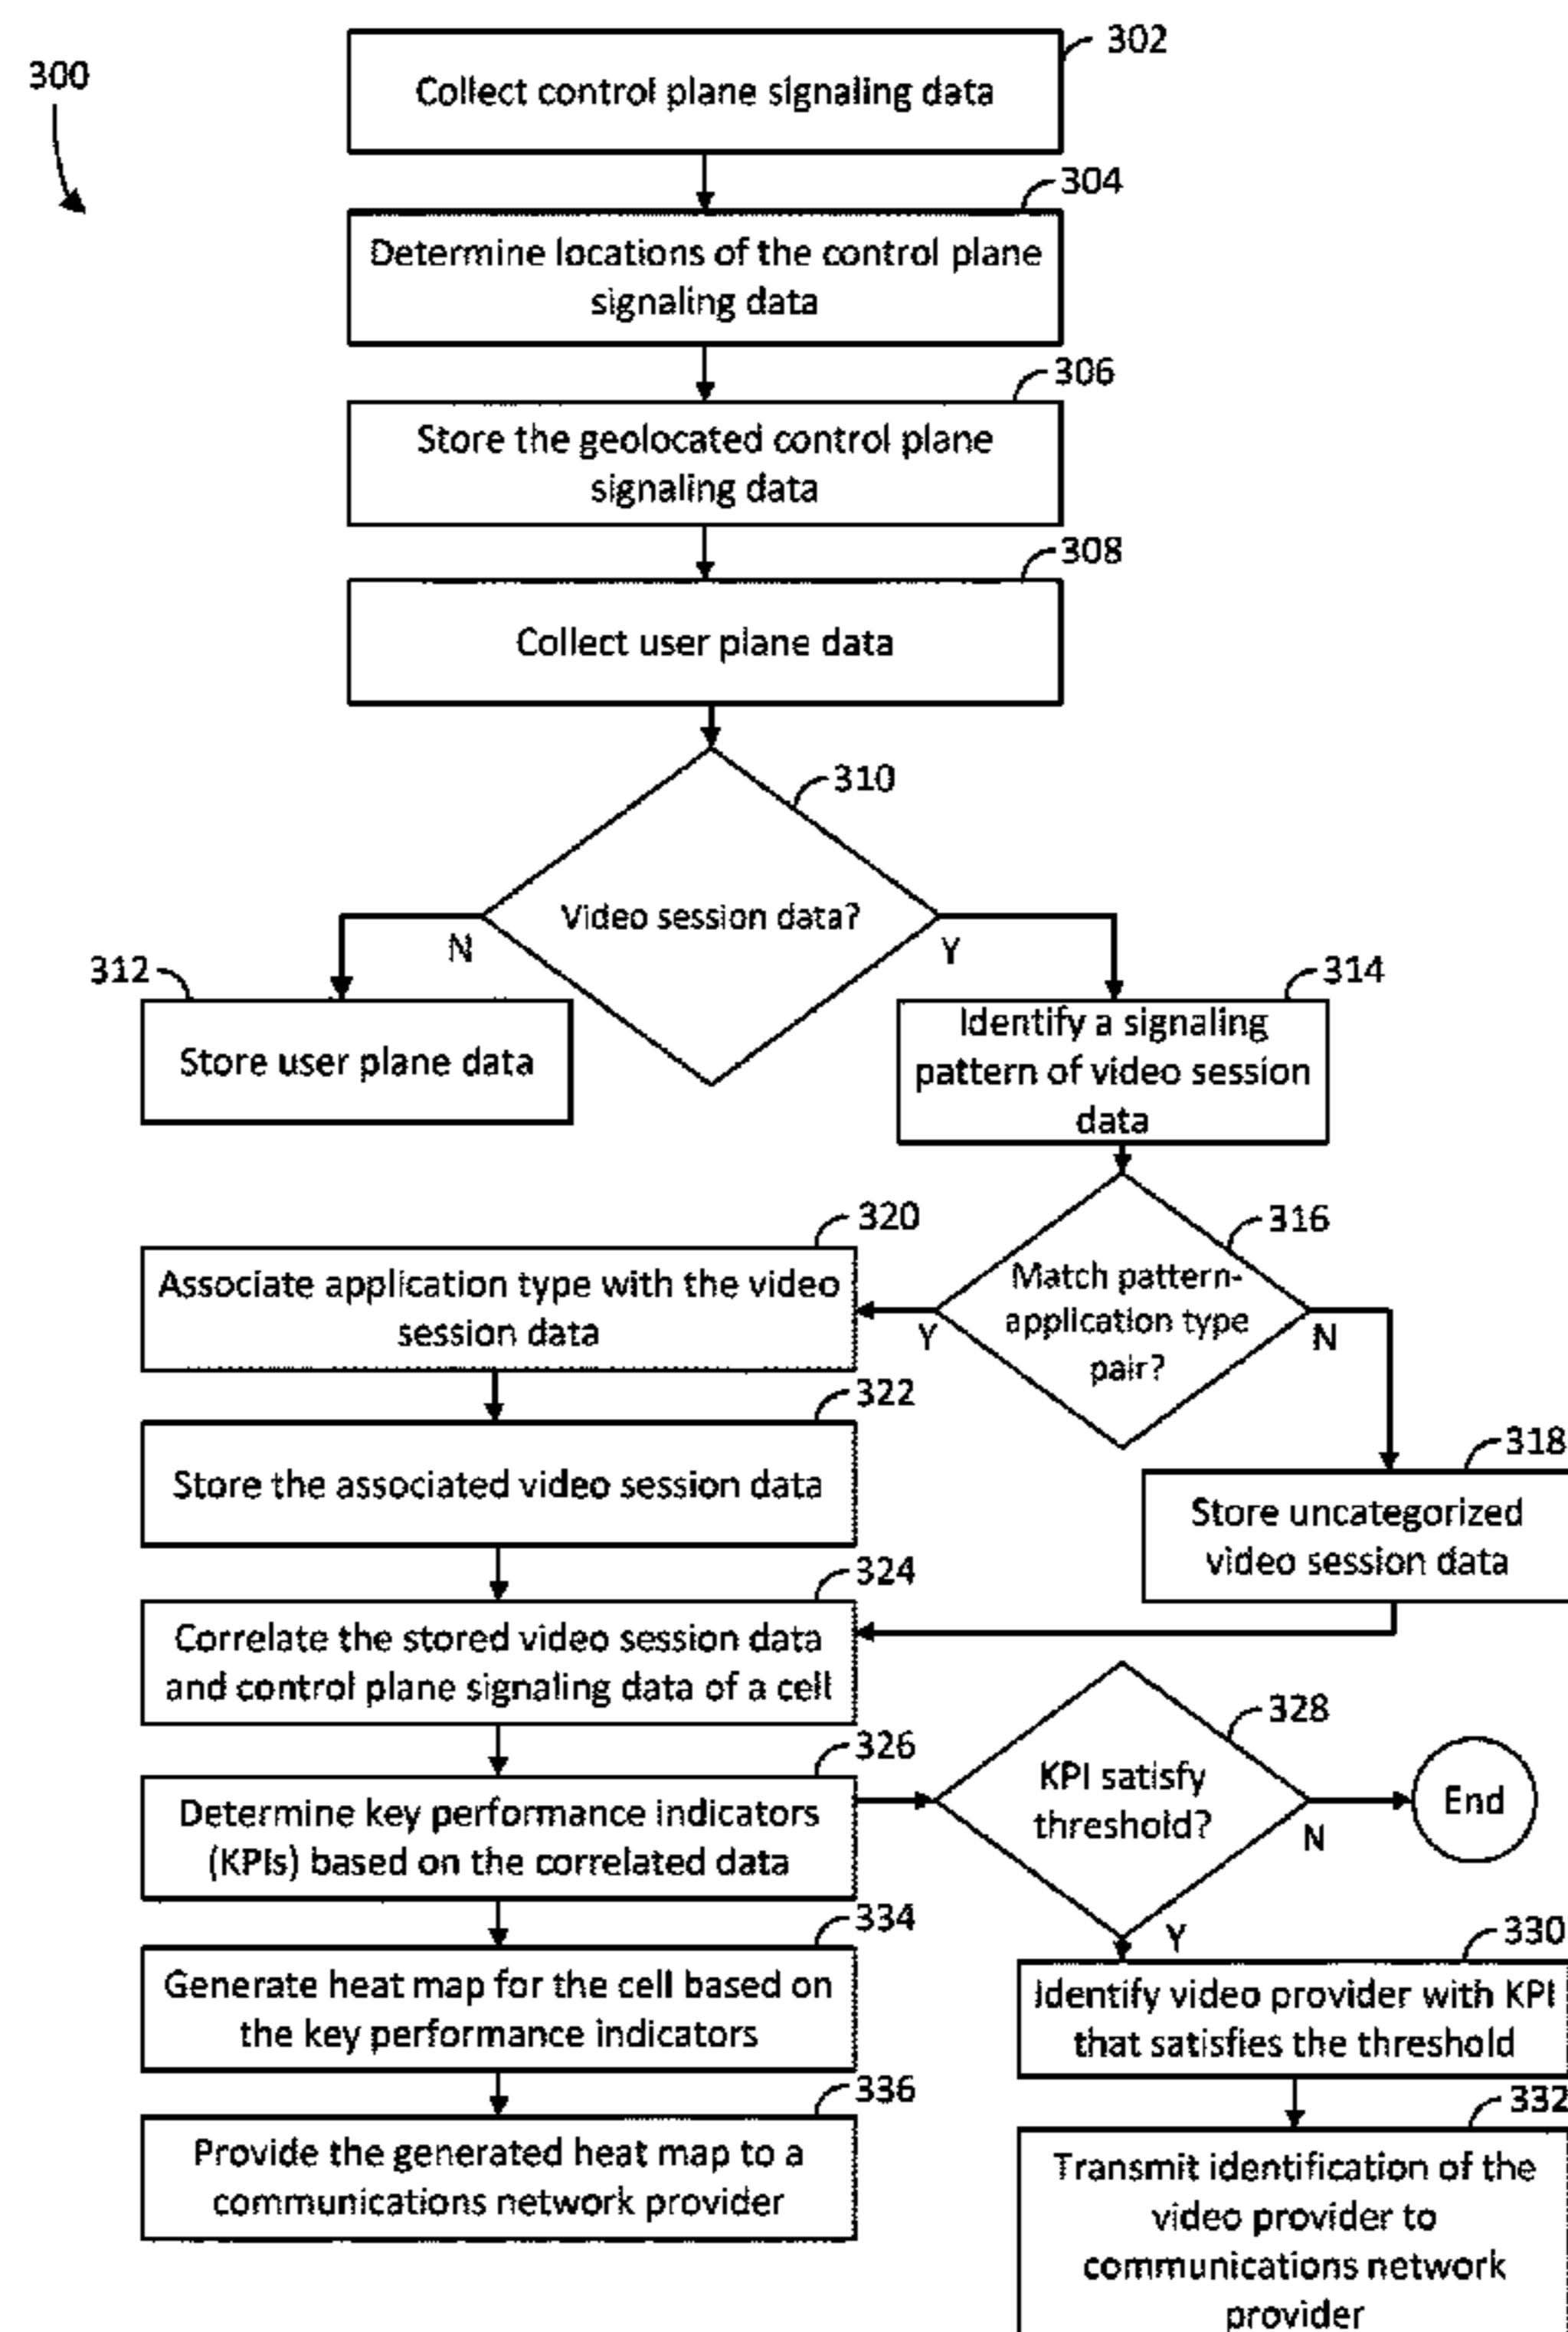 300
302
Collect control plane signaling data
304
Determine locations of the control plane
signaling data
306
Store the geolocated control plane
signaling data
308
Collect user plane data
310
Video session data?
N
Y
312
Store user plane data
314
Identify a signaling
pattern of video session
data
316
Match pattern-
application type
pair?
Y
N
320
Associate application type with the video
session data
322
Store the associated video session data
318
Store uncategorized
video session data
324
Correlate the stored video session data
and control plane signaling data of a cell
326
Determine key performance indicators
(KPIs) based on the correlated data
328
KPI satisfy
threshold?
N
End
Y
330
Identify video provider with KPI
that satisfies the threshold
332
Transmit identification of the
video provider to
communications network
provider
334
Generate heat map for the cell based on
the key performance indicators
336
Provide the generated heat map to a
communications network provider